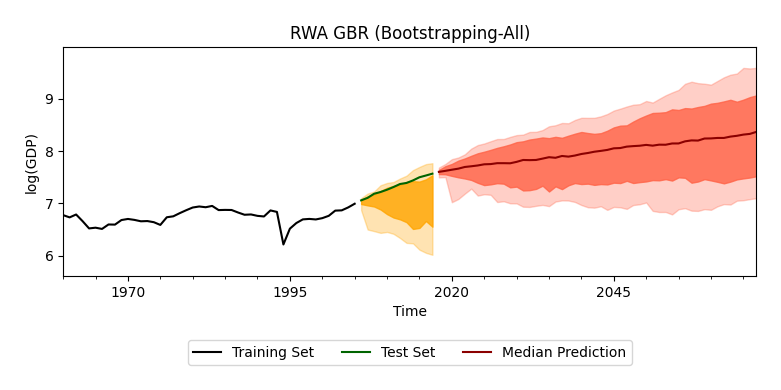 RWA GBR (Bootstrapping-All)
log(GDP)
9
8
7
6
1970 1995 2020 2045
Time
Training Set Test Set Median Prediction